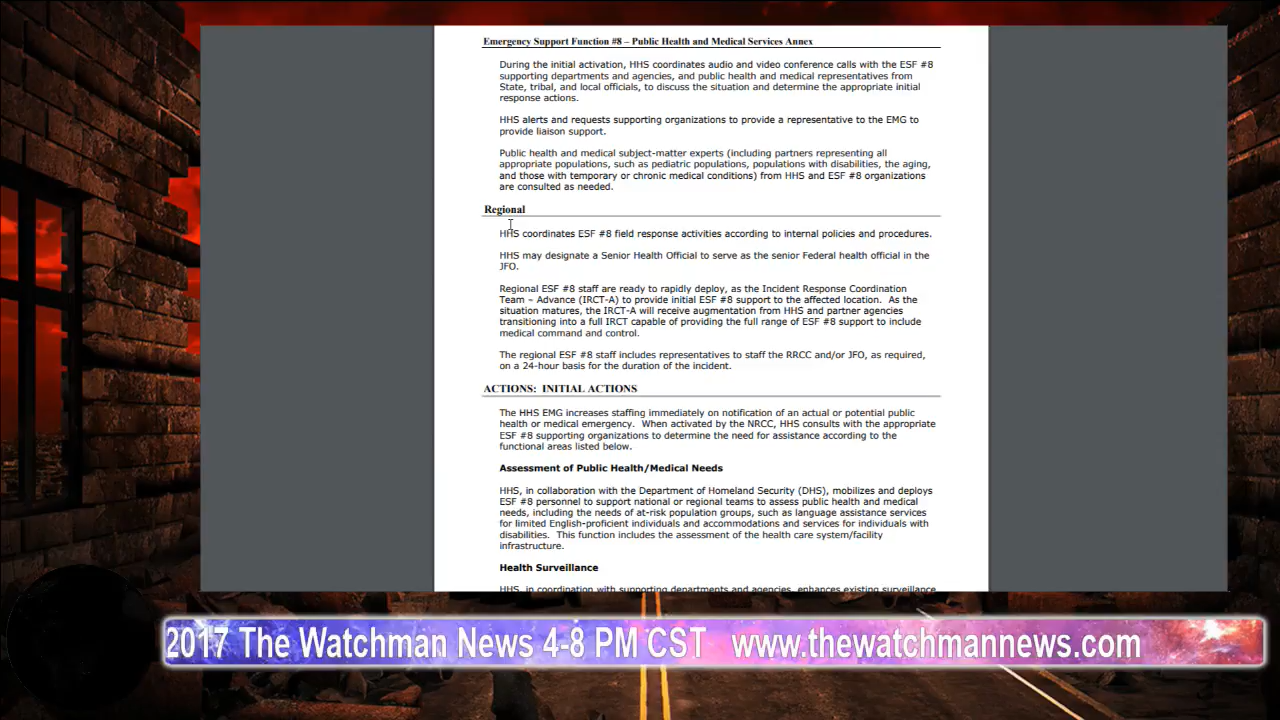 Emergency Support Function #8 – Public Health and Medical Services Annex
During the initial activation, HHS coordinates audio and video conference calls with the ESF #8
supporting departments and agencies, and public health and medical representatives from
State, tribal, and local officials, to discuss the situation and determine the appropriate initial
response actions.
HHS alerts and requests supporting organizations to provide a representative to the EMG to
provide liaison support.
Public health and medical subject-matter experts (including partners representing all
appropriate populations, such as pediatric populations, populations with disabilities, the aging,
and those with temporary or chronic medical conditions) from HHS and ESF #8 organizations
are consulted as needed.
Regional
HHS coordinates ESF #8 field response activities according to internal policies and procedures.
HHS may designate a Senior Health Official to serve as the senior Federal health official in the
JFO.
Regional ESF #8 staff are ready to rapidly deploy, as the Incident Response Coordination
Team – Advance (IRCT-A) to provide initial ESF #8 support to the affected location. As the
situation matures, the IRCT-A will receive augmentation from HHS and partner agencies
transitioning into a full IRCT capable of providing the full range of ESF #8 support to include
medical command and control.
The regional ESF #8 staff includes representatives to staff the RRCC and/or JFO, as required,
on a 24-hour basis for the duration of the incident.
ACTIONS: INITIAL ACTIONS
The HHS EMG increases staffing immediately on notification of an actual or potential public
health or medical emergency. When activated by the NRCC, HHS consults with the appropriate
ESF #8 supporting organizations to determine the need for assistance according to the
functional areas listed below.
Assessment of Public Health/Medical Needs
HHS, in collaboration with the Department of Homeland Security (DHS), mobilizes and deploys
ESF #8 personnel to support national or regional teams to assess public health and medical
needs, including the needs of at-risk population groups, such as language assistance services
for limited English-proficient individuals and accommodations and services for individuals with
disabilities. This function includes the assessment of the health care system/facility
infrastructure.
Health Surveillance
HHS, in coordination with supporting departments and agencies, enhances existing surveillance
2017 The Watchman News 4-8 PM CST www.thewatchmannews.com